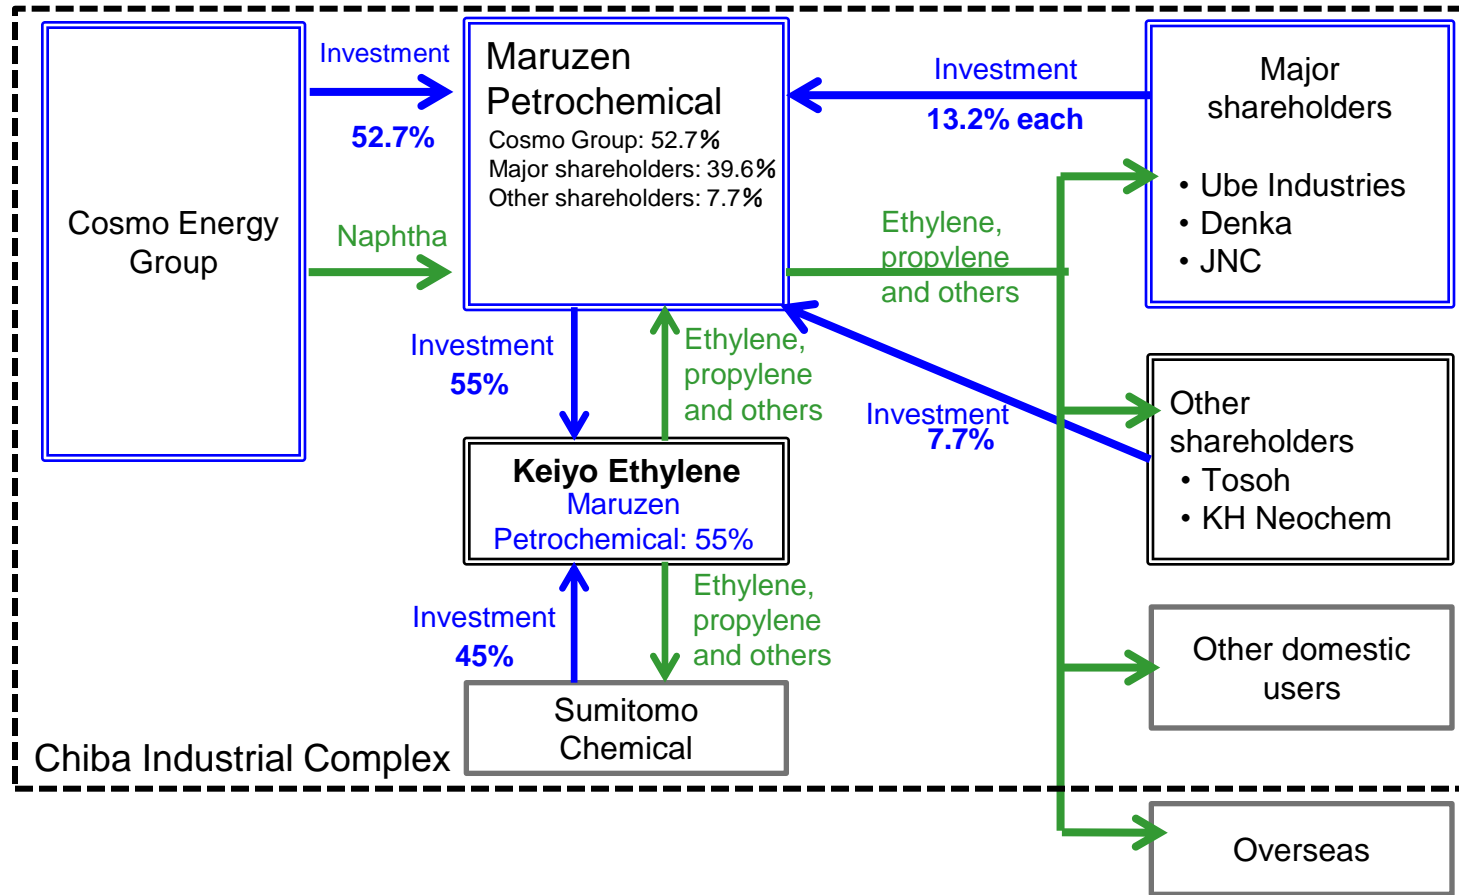 Cosmo Energy
Group
Investment
52.7%
Naphtha
Maruzen
Petrochemical
Cosmo Group: 52.7%
Major shareholders: 39.6%
Other shareholders: 7.7%
Investment
13.2% each
Major
shareholders
• Ube Industries
• Denka
• JNC
Ethylene,
propylene
and others
Investment
55%
Ethylene,
propylene
and others
Investment
7.7%
Other
shareholders
• Tosoh
• KH Neochem
Keiyo Ethylene
Maruzen
Petrochemical: 55%
Investment
45%
Ethylene,
propylene
and others
Other domestic
users
Sumitomo
Chemical
Chiba Industrial Complex
Overseas